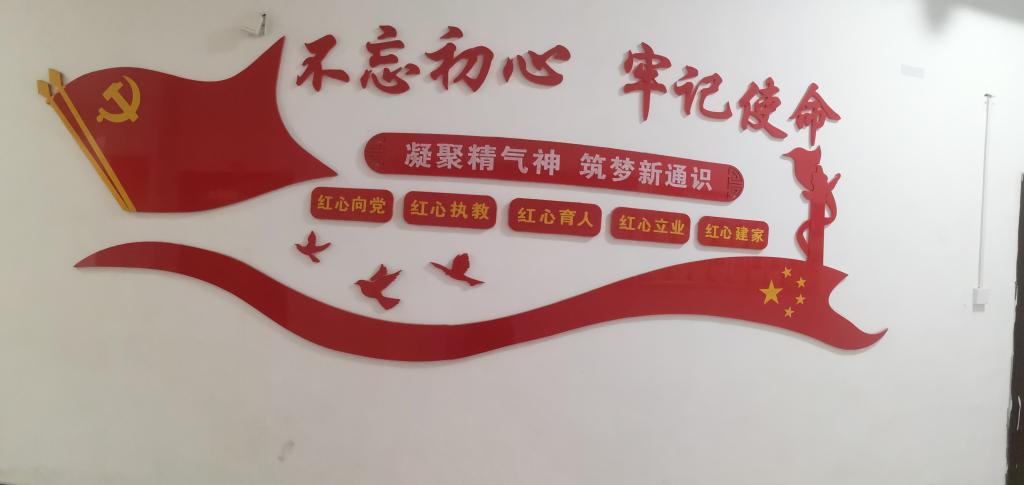 不忘初心 牢记使命
凝聚精气神 筑梦新通识
红心向党 红心执教 红心育人 红心立业 红心建家